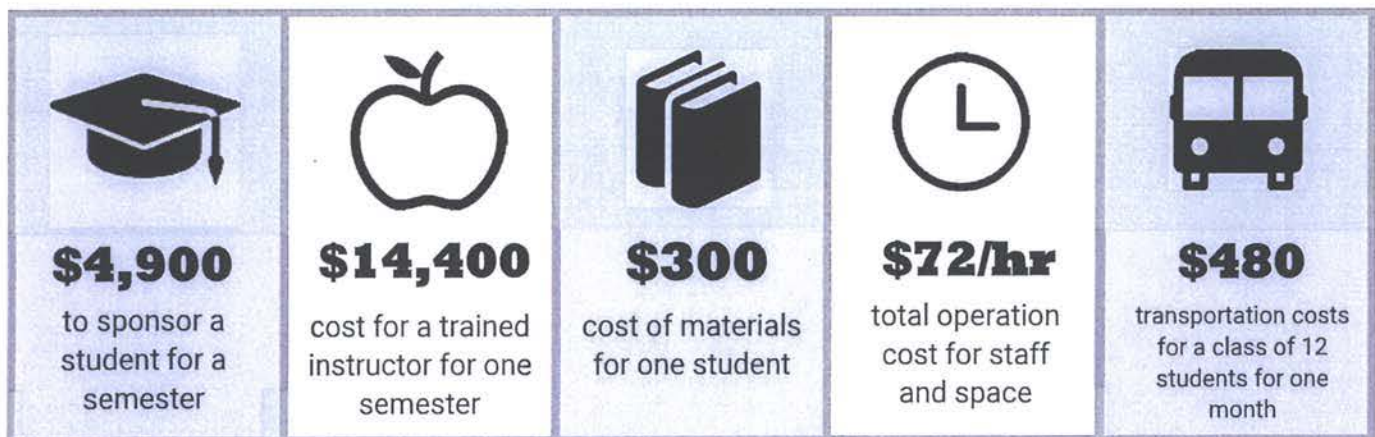 $4,900
to sponsor a
student for a
semester
$14,400
cost for a trained
instructor for one
semester
$300
cost of materials
for one student
$72/hr
total operation
cost for staff
and space
$480
transportation costs
for a class of 12
students for one
month